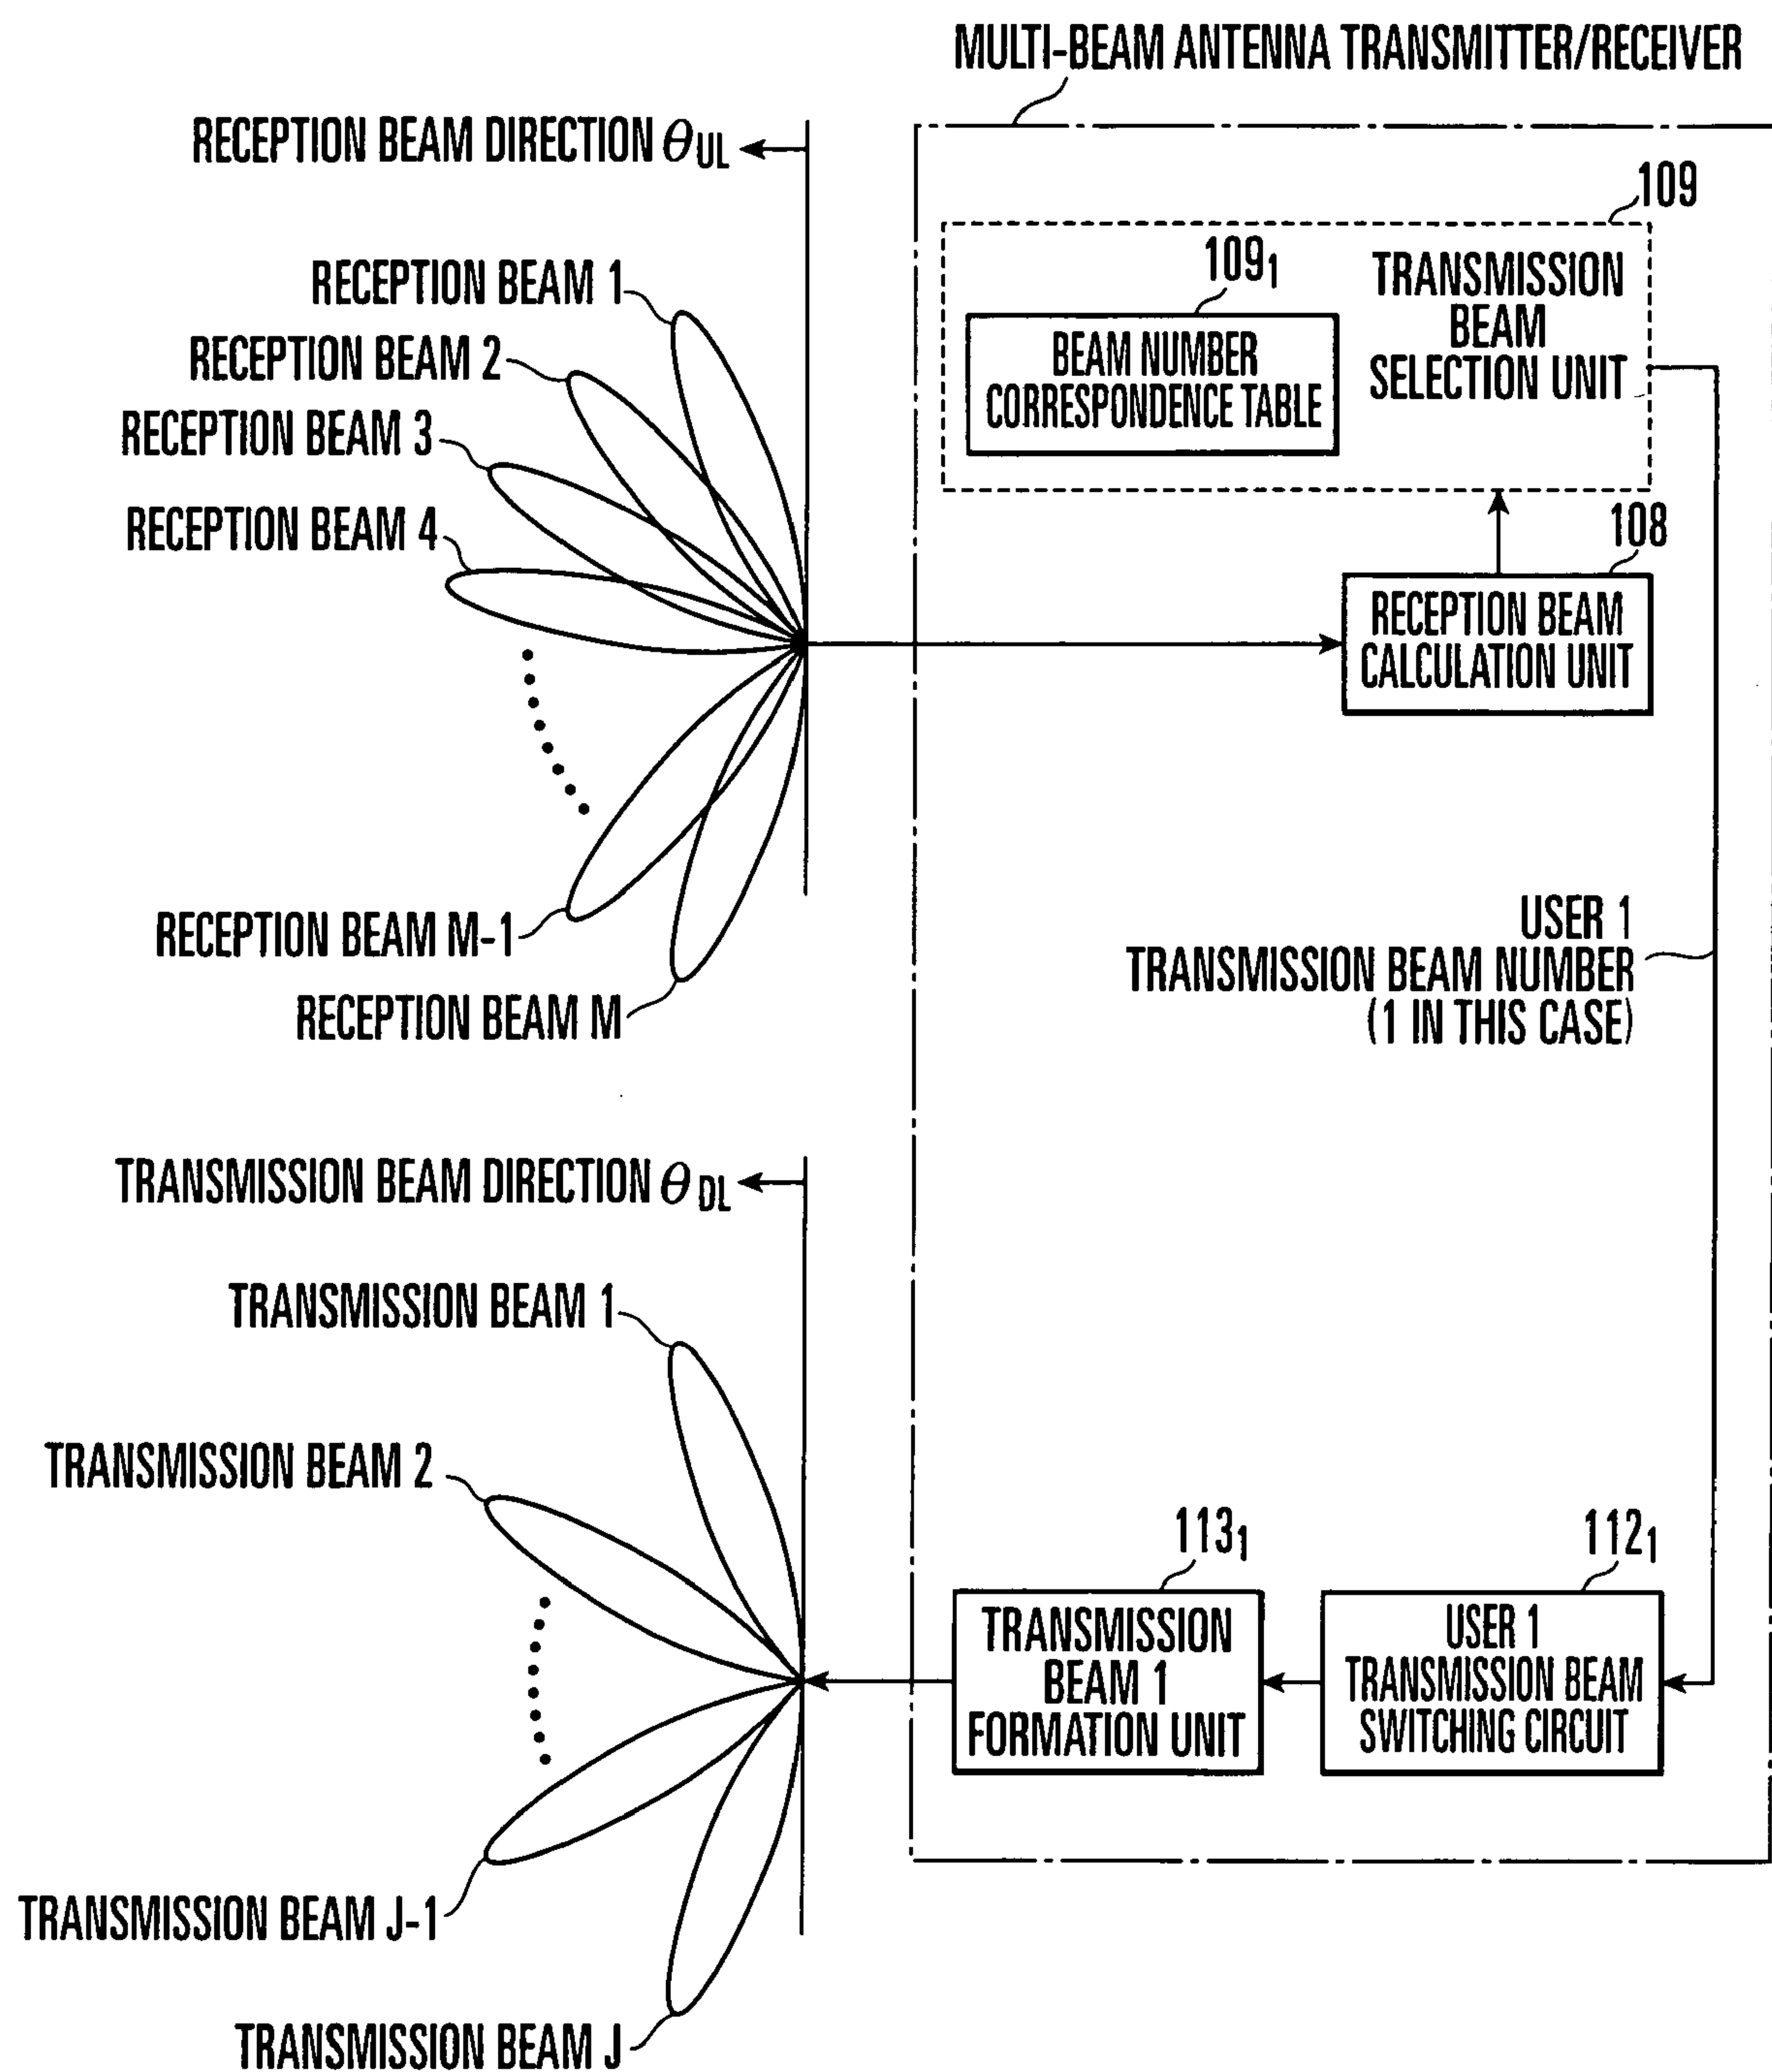 MULTI-BEAM ANTENNA TRANSMITTER/RECEIVER
RECEPTION BEAM DIRECTION θUL
109
109₁
TRANSMISSION
BEAM
SELECTION UNIT
BEAM NUMBER
CORRESPONDENCE TABLE
RECEPTION BEAM 1
RECEPTION BEAM 2
RECEPTION BEAM 3
RECEPTION BEAM 4
108
RECEPTION BEAM
CALCULATION UNIT
RECEPTION BEAM M-1
RECEPTION BEAM M
USER 1
TRANSMISSION BEAM NUMBER
(1 IN THIS CASE)
TRANSMISSION BEAM DIRECTION θDL
TRANSMISSION BEAM 1
TRANSMISSION BEAM 2
113₁
TRANSMISSION
BEAM 1
FORMATION UNIT
112₁
USER 1
TRANSMISSION BEAM
SWITCHING CIRCUIT
TRANSMISSION BEAM J-1
TRANSMISSION BEAM J